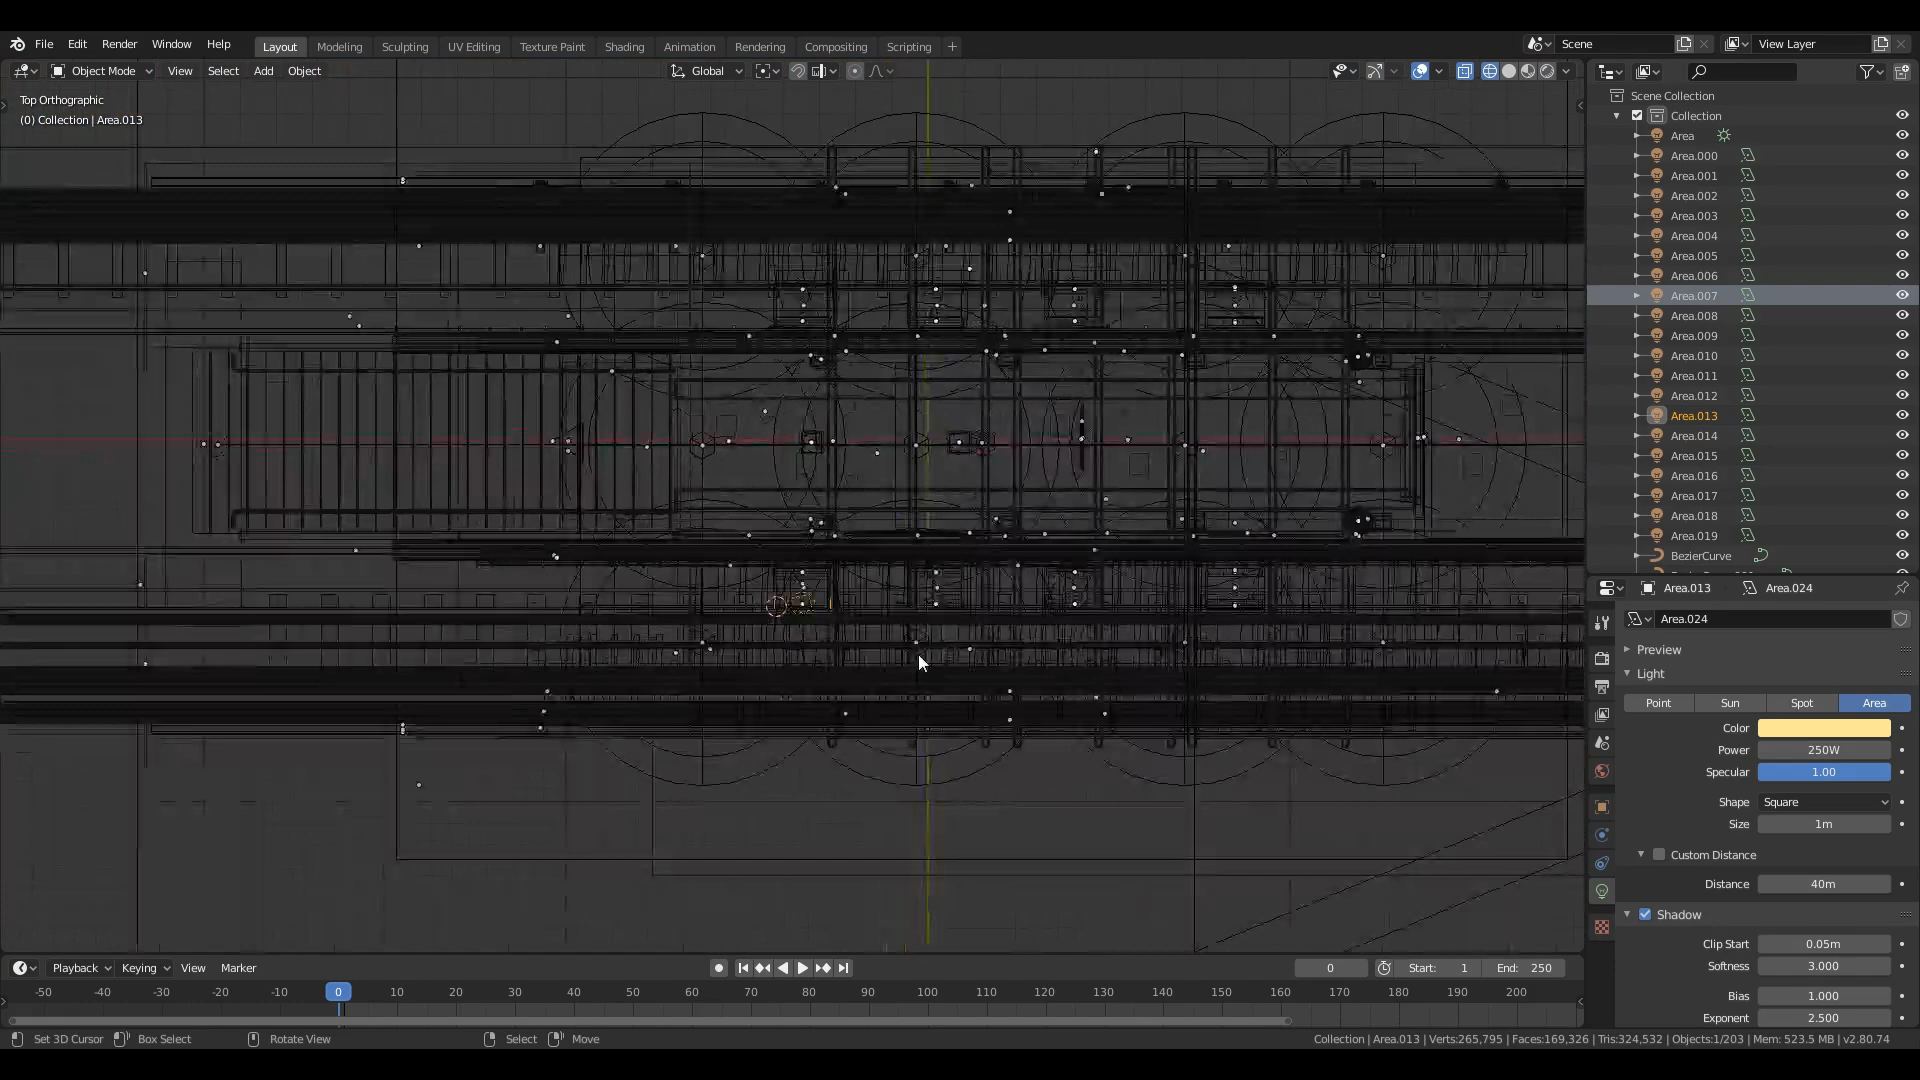 File Edit Render Window Help Layout Modeling Sculpting UV Editing Texture Paint Shading Animation Rendering Compositing Scripting + Scene View Layer
Object Mode View Select Add Object Global
Top Orthographic
(0) Collection | Area.013
Scene Collection
Collection
Area
Area.000
Area.001
Area.002
Area.003
Area.004
Area.005
Area.006
Area.007
Area.008
Area.009
Area.010
Area.011
Area.012
Area.013
Area.014
Area.015
Area.016
Area.017
Area.018
Area.019
BezierCurve
Area.013 Area.024
Area.024
Preview
Light
Point Sun Spot Area
Color
Power 250W
Specular 1.00
Shape Square
Size 1m
Custom Distance
Distance 40m
Shadow
Clip Start 0.05m
Softness 3.000
Bias 1.000
Exponent 2.500
Playback Keying View Marker 0 Start: 1 End: 250
-50 -40 -30 -20 -10 0 10 20 30 40 50 60 70 80 90 100 110 120 130 140 150 160 170 180 190 200
Set 3D Cursor Box Select Rotate View Select Move Collection | Area.013 | Verts:265,795 | Faces:169,326 | Tris:324,532 | Objects:1/203 | Mem: 523.5 MB | v2.80.74